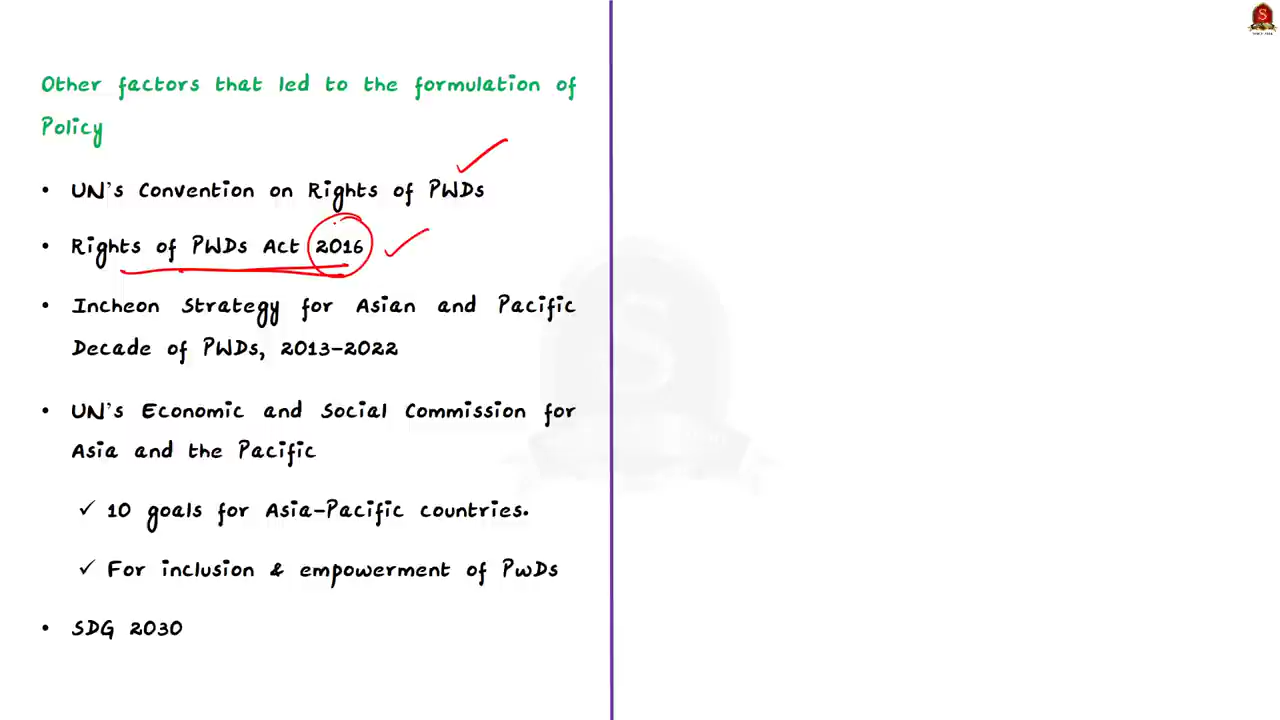 Other factors that led to the formulation of
Policy
• UN's Convention on Rights of PWDs
• Rights of PWDs Act 2016
• Incheon Strategy for Asian and Pacific
Decade of PWDs, 2013-2022
• UN's Economic and Social Commission for
Asia and the Pacific
✓ 10 goals for Asia-Pacific countries.
✓ For inclusion & empowerment of PwDs
• SDG 2030
S